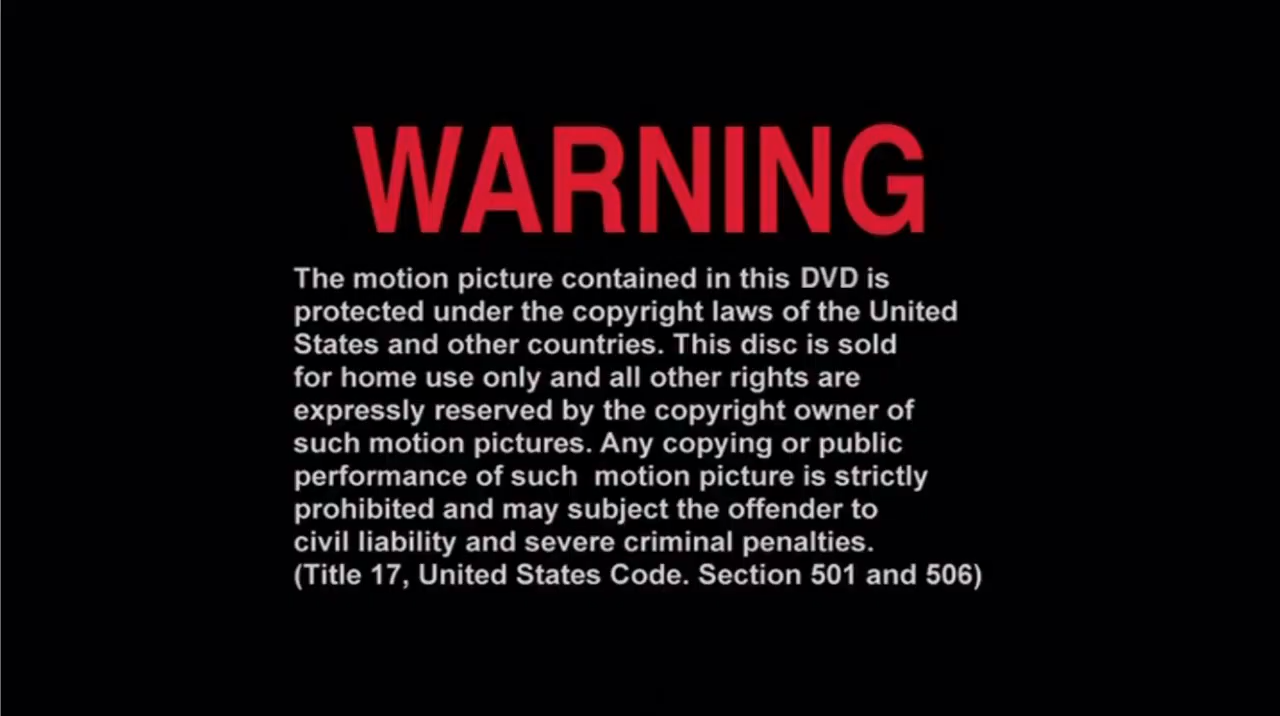 WARNING
The motion picture contained in this DVD is
protected under the copyright laws of the United
States and other countries. This disc is sold
for home use only and all other rights are
expressly reserved by the copyright owner of
such motion pictures. Any copying or public
performance of such  motion picture is strictly
prohibited and may subject the offender to
civil liability and severe criminal penalties.
(Title 17, United States Code. Section 501 and 506)